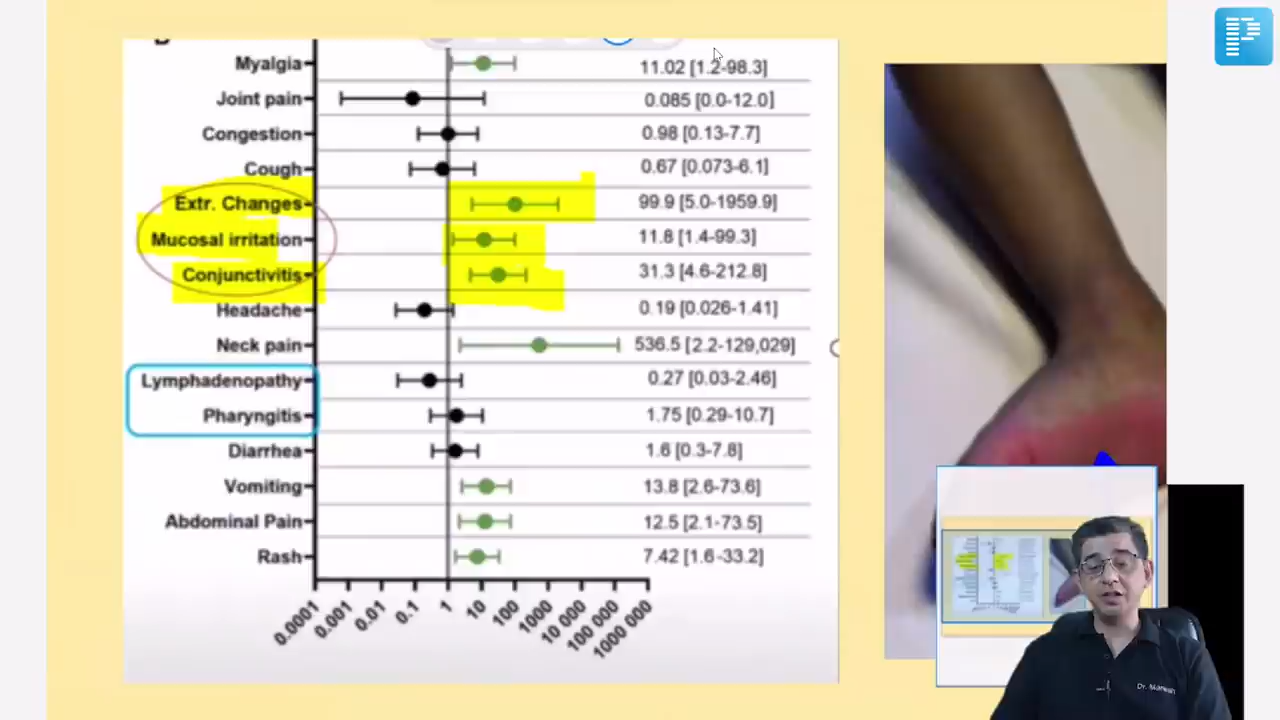 Myalgia 11.02 [1.2-98.3]
Joint pain 0.085 [0.0-12.0]
Congestion 0.98 [0.13-7.7]
Cough 0.67 [0.073-6.1]
Extr. Changes 99.9 [5.0-1959.9]
Mucosal irritation 11.8 [1.4-99.3]
Conjunctivitis 31.3 [4.6-212.8]
Headache 0.19 [0.026-1.41]
Neck pain 536.5 [2.2-129,029]
Lymphadenopathy 0.27 [0.03-2.46]
Pharyngitis 1.75 [0.29-10.7]
Diarrhea 1.6 [0.3-7.8]
Vomiting 13.8 [2.6-73.6]
Abdominal Pain 12.5 [2.1-73.5]
Rash 7.42 [1.6-33.2]
0.0001 0.001 0.01 0.1 1 10 100 1000 10 000 100 000 1000 000
P
Dr.